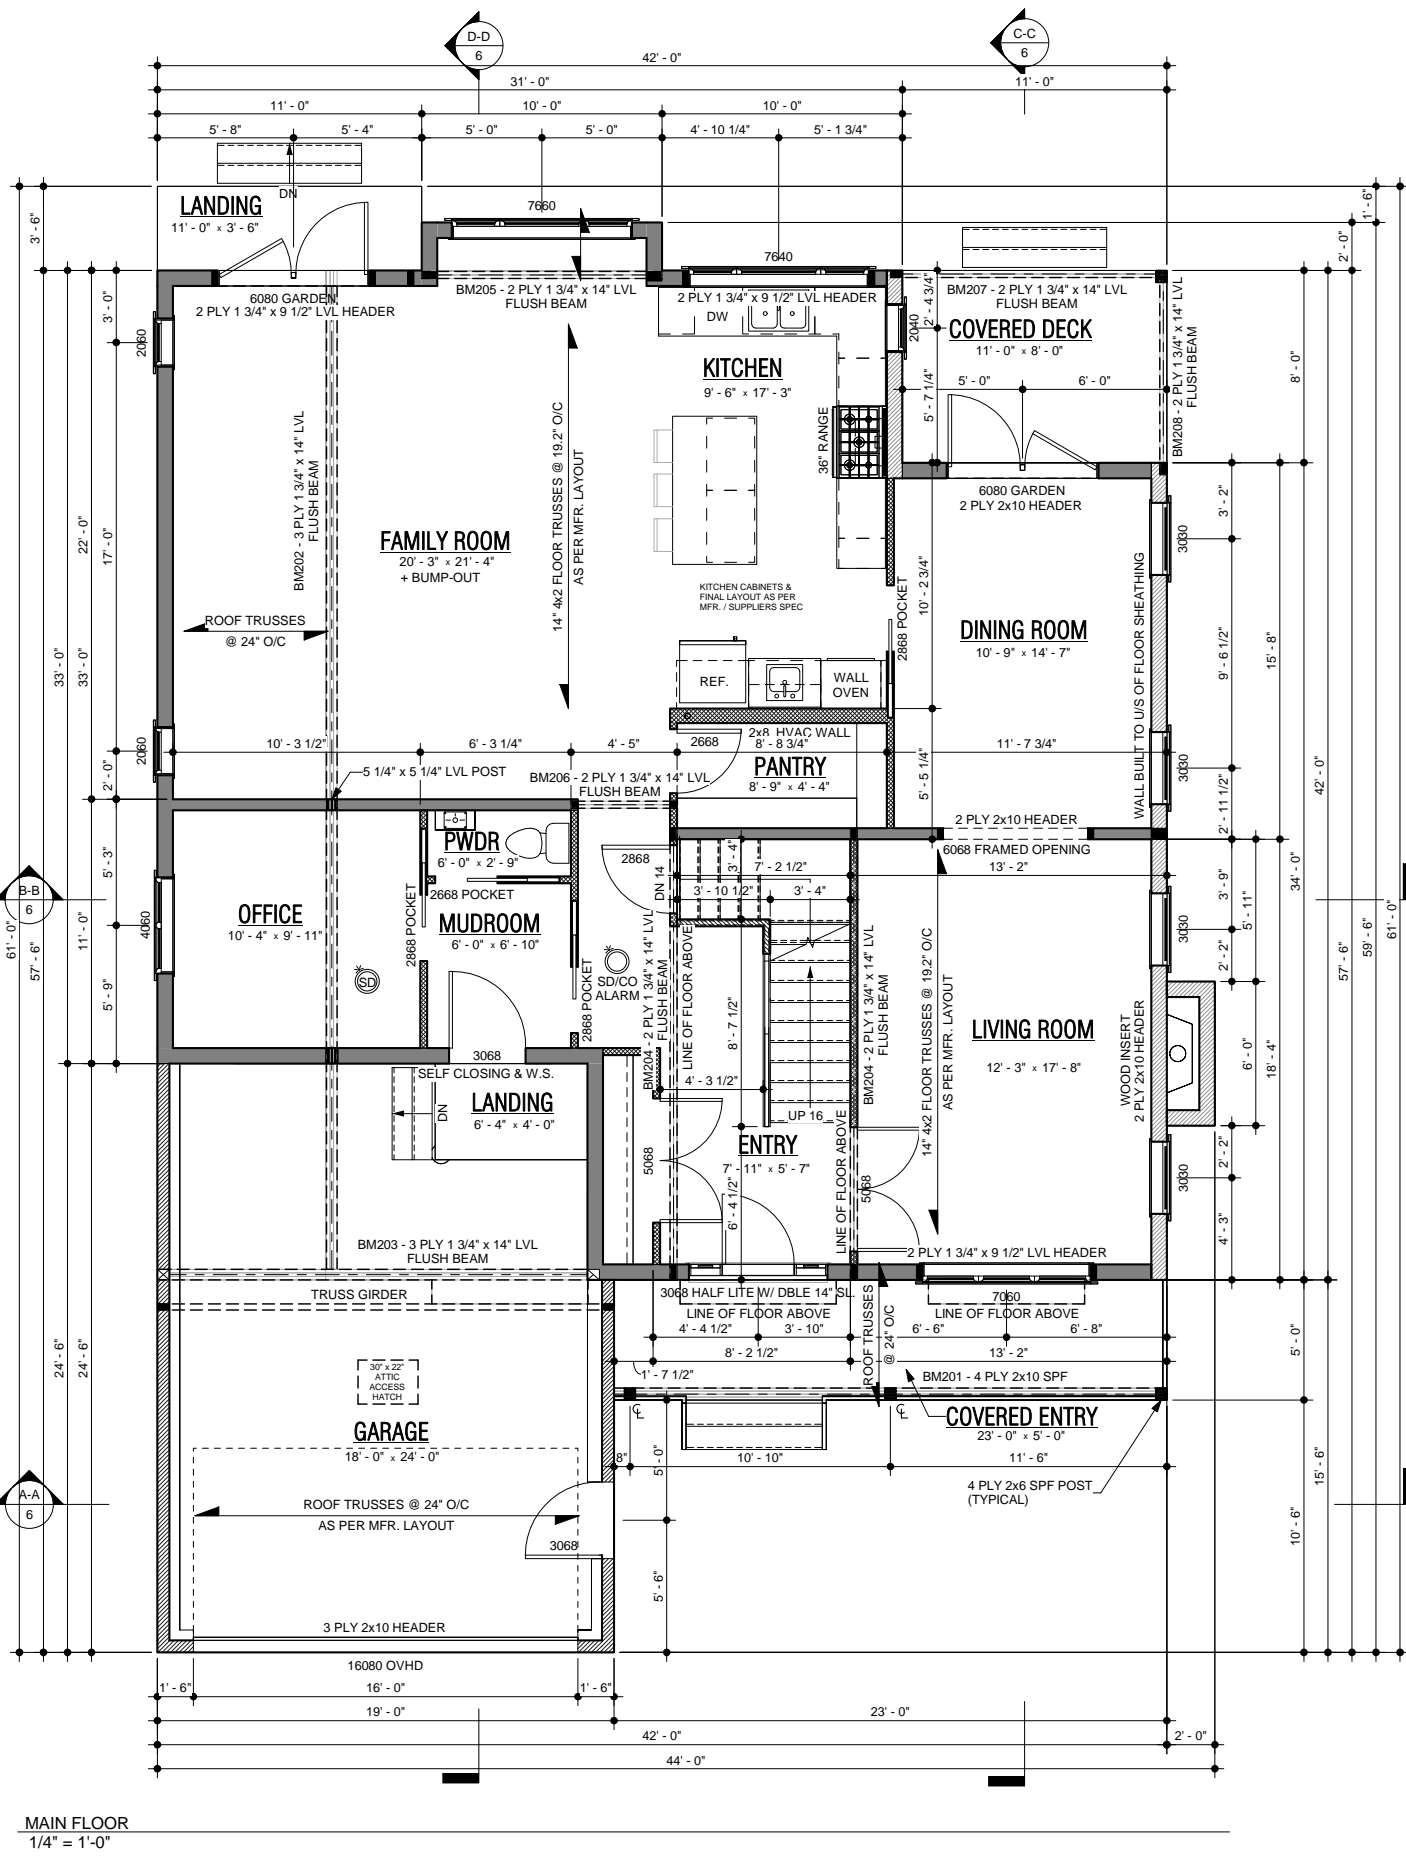 D-D
6
C-C
6
42' - 0"
31' - 0"
11' - 0"
11' - 0"
10' - 0"
10' - 0"
5' - 8"
5' - 4"
5' - 0"
5' - 0"
4' - 10 1/4"
5' - 1 3/4"
DN
LANDING
11' - 0" x 3' - 6"
7660
7640
3' - 6"
1' - 6"
2' - 0"
6080 GARDEN
2 PLY 1 3/4" x 9 1/2" LVL HEADER
BM205 - 2 PLY 1 3/4" x 14" LVL
FLUSH BEAM
2 PLY 1 3/4" x 9 1/2" LVL HEADER
DW
BM207 - 2 PLY 1 3/4" x 14" LVL
FLUSH BEAM
COVERED DECK
11' - 0" x 8' - 0"
2040
2' - 4 3/4"
5' - 7 1/4"
5' - 0"
6' - 0"
BM208 - 2 PLY 1 3/4" x 14" LVL
FLUSH BEAM
8' - 0"
3' - 0"
2060
KITCHEN
9' - 6" x 17' - 3"
36" RANGE
BM202 - 3 PLY 1 3/4" x 14" LVL
FLUSH BEAM
14" 4x2 FLOOR TRUSSES @ 19.2" O/C
AS PER MFR. LAYOUT
6080 GARDEN
2 PLY 2x10 HEADER
3' - 2"
3030
22' - 0"
17' - 0"
FAMILY ROOM
20' - 3" x 21' - 4"
+ BUMP-OUT
KITCHEN CABINETS &
FINAL LAYOUT AS PER
MFR. / SUPPLIERS SPEC
2868 POCKET
10' - 2 3/4"
DINING ROOM
10' - 9" x 14' - 7"
WALL BUILT TO U/S OF FLOOR SHEATHING
9' - 6 1/2"
15' - 8"
ROOF TRUSSES
@ 24" O/C
33' - 0"
33' - 0"
REF.
WALL
OVEN
2060
2' - 0"
10' - 3 1/2"
6' - 3 1/4"
4' - 5"
2668
2x8 HVAC WALL
8' - 8 3/4"
11' - 7 3/4"
PANTRY
8' - 9" x 4' - 4"
5' - 5 1/4"
3030
2' - 11 1/2"
42' - 0"
5 1/4" x 5 1/4" LVL POST
BM206 - 2 PLY 1 3/4" x 14" LVL
FLUSH BEAM
2 PLY 2x10 HEADER
6068 FRAMED OPENING
PWDR
6' - 0" x 2' - 9"
2868
2668 POCKET
3' - 4"
7' - 2 1/2"
13' - 2"
3' - 10 1/2"
3' - 4"
DN 14
B-B
6
61' - 0"
57' - 6"
11' - 0"
5' - 3"
5' - 9"
4060
OFFICE
10' - 4" x 9' - 11"
2868 POCKET
MUDROOM
6' - 0" x 6' - 10"
SD
2868 POCKET
SD/CO
ALARM
BM204 - 2 PLY 1 3/4" x 14" LVL
FLUSH BEAM
LINE OF FLOOR ABOVE
8' - 7 1/2"
BM204 - 2 PLY 1 3/4" x 14" LVL
FLUSH BEAM
14" 4x2 FLOOR TRUSSES @ 19.2" O/C
AS PER MFR. LAYOUT
3' - 9"
5' - 11"
2' - 2"
3030
34' - 0"
57' - 6"
59' - 6"
61' - 0"
LIVING ROOM
12' - 3" x 17' - 8"
WOOD INSERT
2 PLY 2x10 HEADER
6' - 0"
18' - 4"
3068
SELF CLOSING & W.S.
LANDING
6' - 4" x 4' - 0"
DN
4' - 3 1/2"
UP 16
ENTRY
7' - 11" x 5' - 7"
5068
6' - 4 1/2"
LINE OF FLOOR ABOVE
5068
2' - 2"
3030
4' - 3"
BM203 - 3 PLY 1 3/4" x 14" LVL
FLUSH BEAM
2 PLY 1 3/4" x 9 1/2" LVL HEADER
TRUSS GIRDER
3068 HALF LITE W/ DBLE 14" SL.
LINE OF FLOOR ABOVE
7060
LINE OF FLOOR ABOVE
4' - 4 1/2"
3' - 10"
6' - 6"
6' - 8"
8' - 2 1/2"
13' - 2"
ROOF TRUSSES
@ 24" O/C
1' - 7 1/2"
BM201 - 4 PLY 2x10 SPF
5' - 0"
24' - 6"
24' - 6"
30" x 22"
ATTIC
ACCESS
HATCH
GARAGE
18' - 0" x 24' - 0"
COVERED ENTRY
23' - 0" x 5' - 0"
℄
℄
8"
10' - 10"
11' - 6"
5' - 0"
4 PLY 2x6 SPF POST
(TYPICAL)
15' - 6"
10' - 6"
A-A
6
ROOF TRUSSES @ 24" O/C
AS PER MFR. LAYOUT
3068
5' - 6"
3 PLY 2x10 HEADER
16080 OVHD
1' - 6"
16' - 0"
1' - 6"
19' - 0"
23' - 0"
42' - 0"
2' - 0"
44' - 0"
MAIN FLOOR
1/4" = 1'-0"